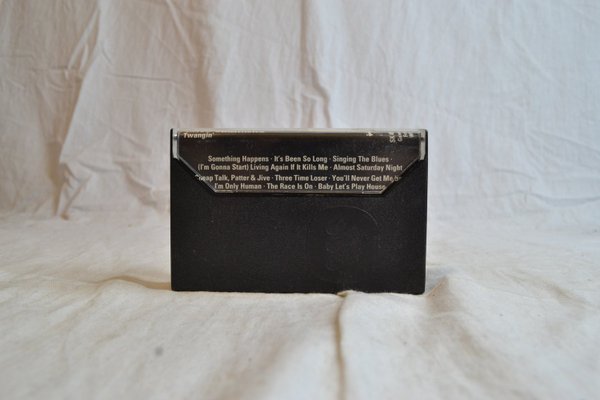 Twangin'
Something Happens · It's Been So Long · Singing The Blues
(I'm Gonna Start) Living Again If It Kills Me · Almost Saturday Night
Talk, Patter & Jive · Three Time Loser · You'll Never Get Me
I'm Only Human · The Race Is On · Baby Let's Play House